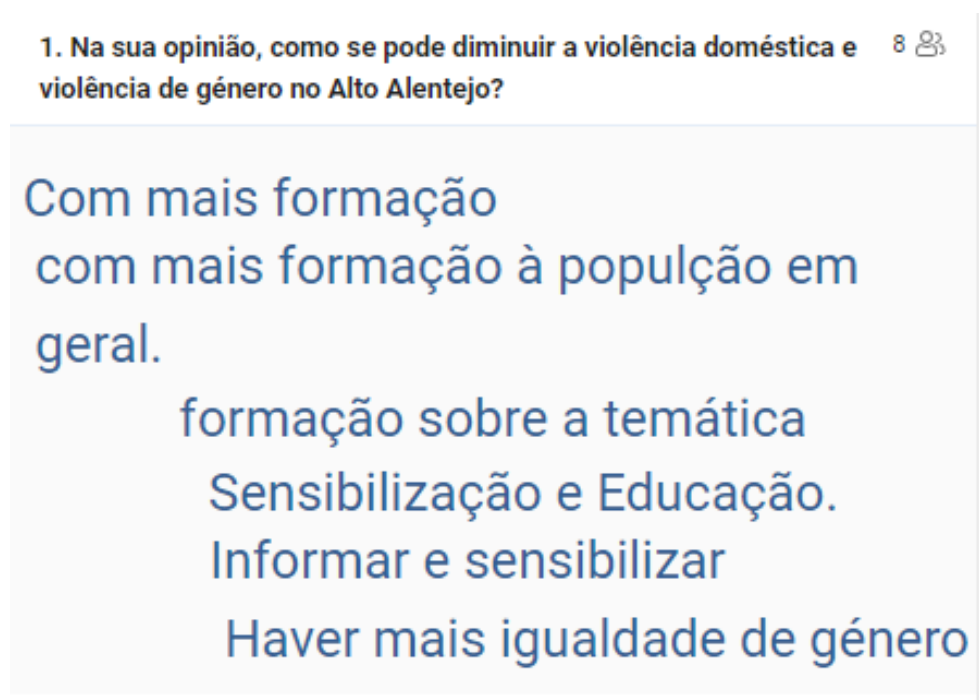 1. Na sua opinião, como se pode diminuir a violência doméstica e 8
violência de género no Alto Alentejo?
Com mais formação
com mais formação à populção em
geral.
formação sobre a temática
Sensibilização e Educação.
Informar e sensibilizar
Haver mais igualdade de género